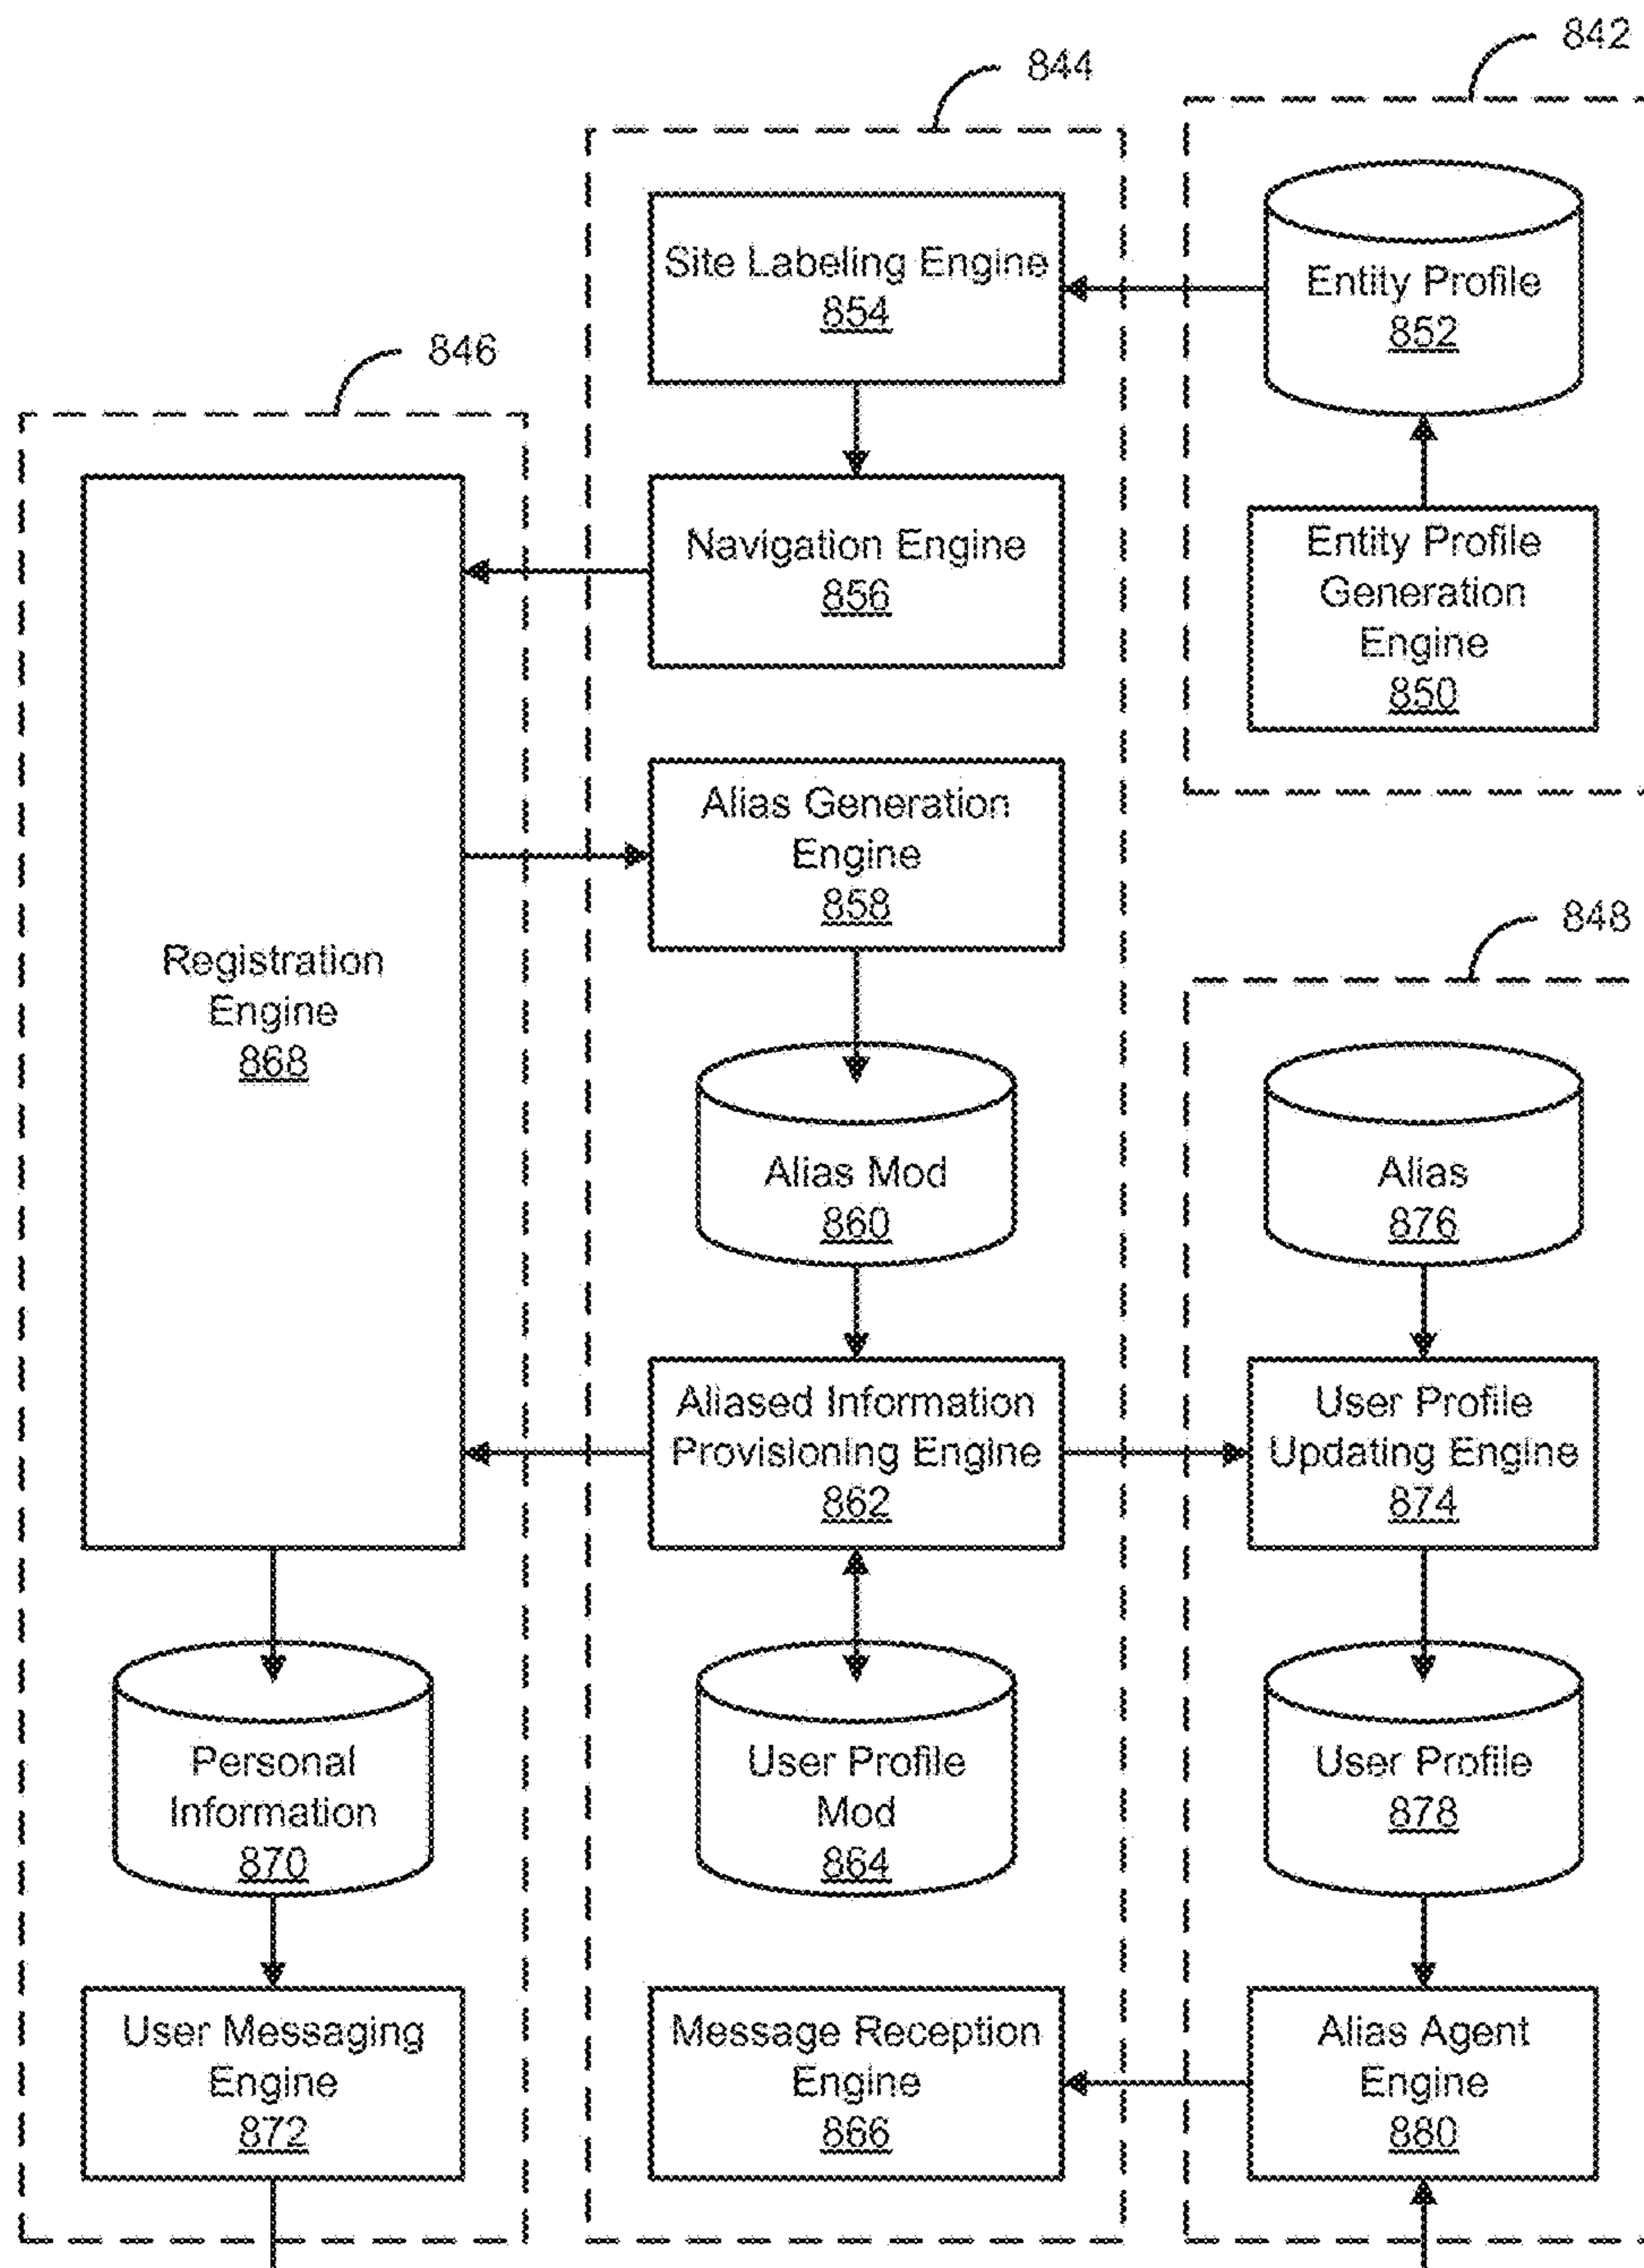 842
844
Site Labeling Engine
854
Entity Profile
852
846
Navigation Engine
856
Entity Profile
Generation
Engine
850
Alias Generation
Engine
858
848
Registration
Engine
868
Alias Mod
860
Alias
876
Aliased Information
Provisioning Engine
862
User Profile
Updating Engine
874
Personal
Information
870
User Profile
Mod
864
User Profile
878
User Messaging
Engine
872
Message Reception
Engine
866
Alias Agent
Engine
880